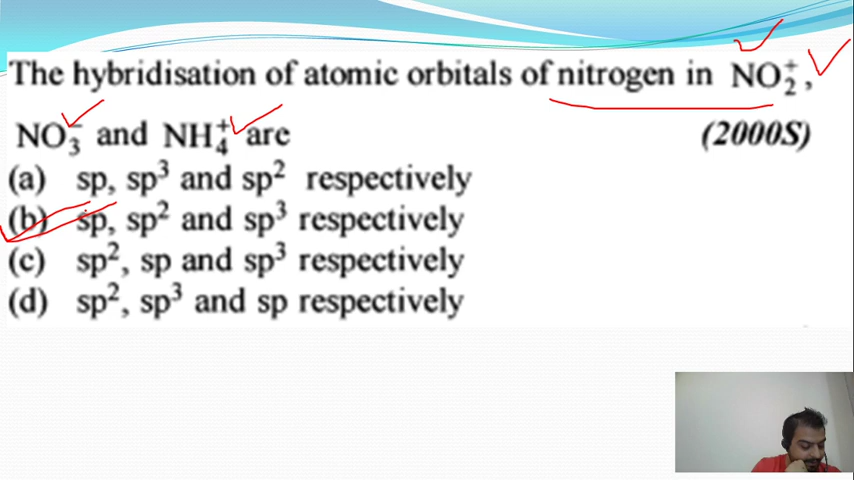 The hybridisation of atomic orbitals of nitrogen in NO₂⁺,
NO₃⁻ and NH₄⁺ are (2000S)
(a) sp, sp³ and sp² respectively
(b) sp, sp² and sp³ respectively
(c) sp², sp and sp³ respectively
(d) sp², sp³ and sp respectively